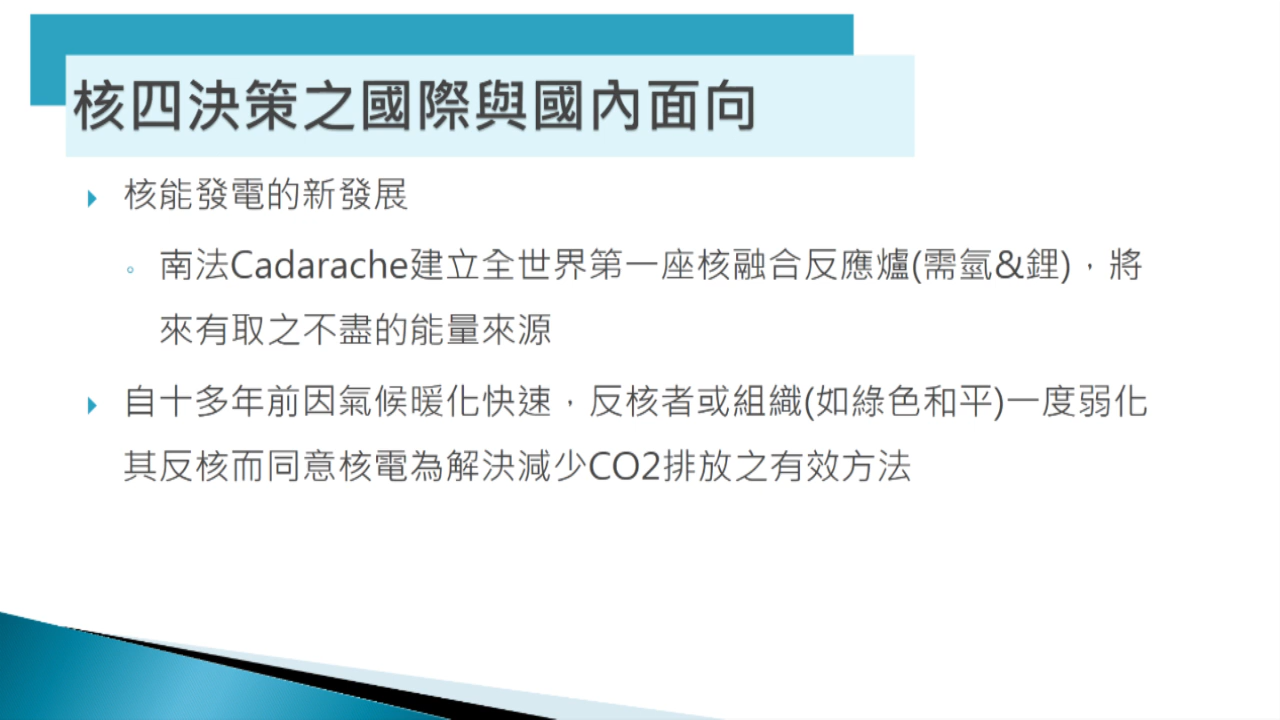 核四決策之國際與國內面向
核能發電的新發展
南法Cadarache建立全世界第一座核融合反應爐(需氫&鋰)，將
來有取之不盡的能量來源
自十多年前因氣候暖化快速，反核者或組織(如綠色和平)一度弱化
其反核而同意核電為解決減少CO2排放之有效方法